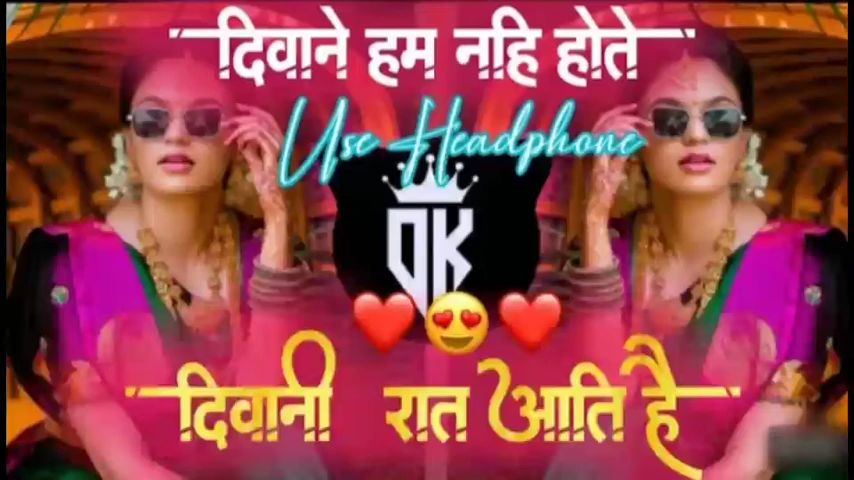 दिवाने हम नहि होते
Use Headphone
DK
दिवानी रात आति है